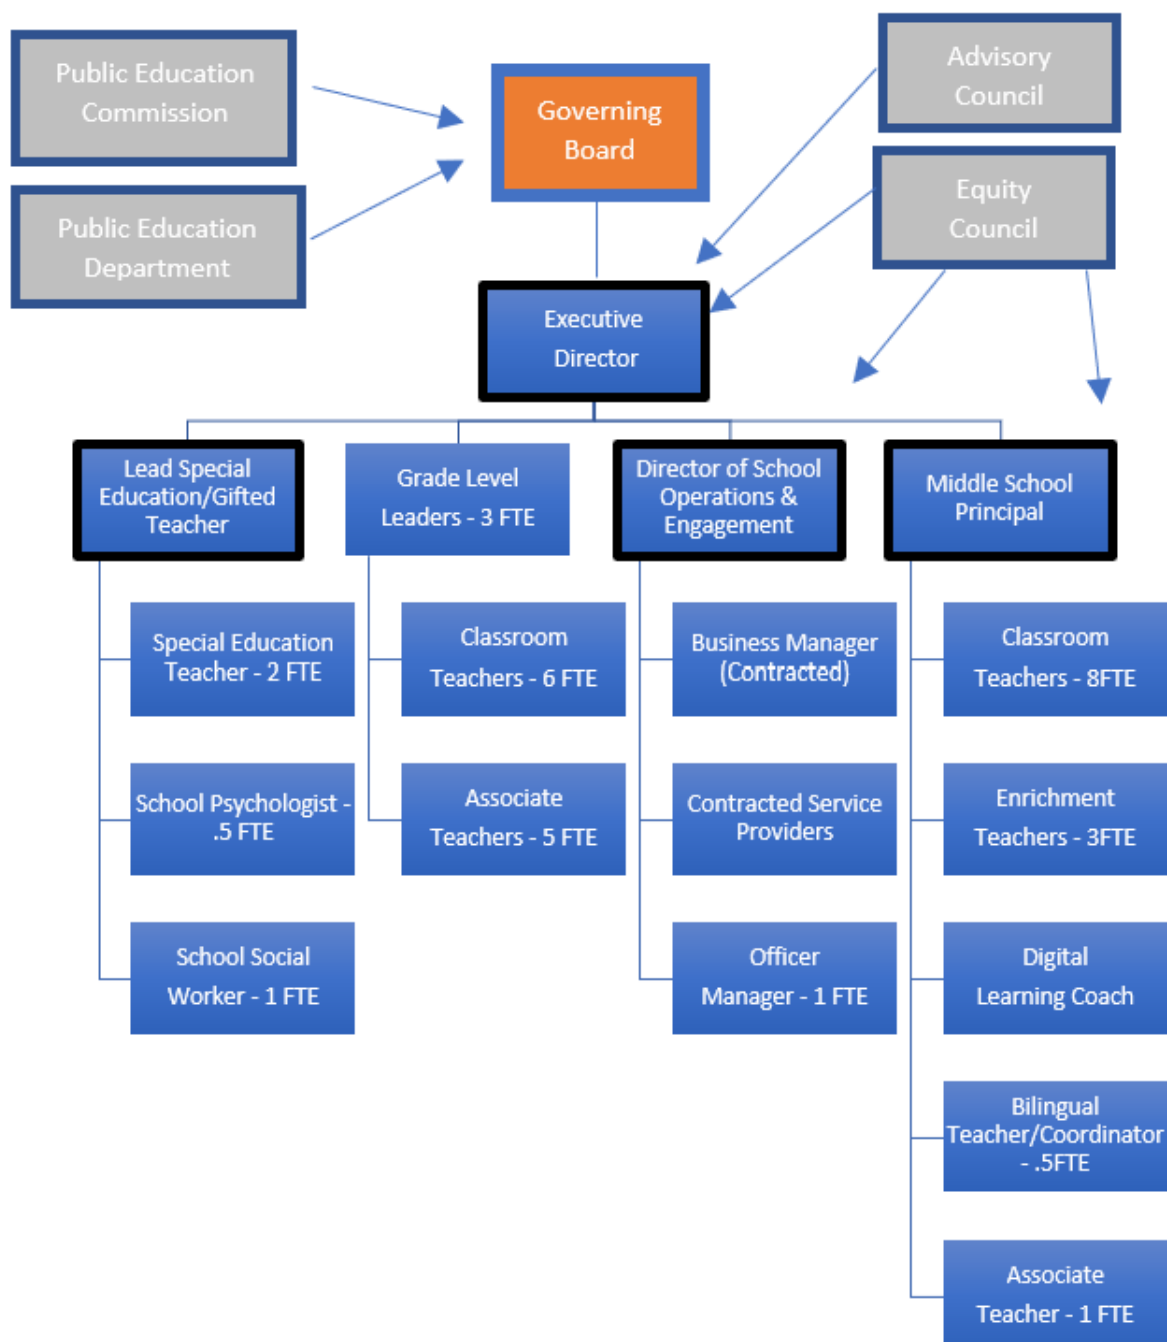 Public Education
Commission
Governing
Board
Advisory
Council
Public Education
Department
Equity
Council
Executive
Director
Lead Special
Education/Gifted
Teacher
Grade Level
Leaders - 3 FTE
Director of School
Operations &
Engagement
Middle School
Principal
Special Education
Teacher - 2 FTE
School Psychologist -
.5 FTE
School Social
Worker - 1 FTE
Classroom
Teachers - 6 FTE
Associate
Teachers - 5 FTE
Business Manager
(Contracted)
Contracted Service
Providers
Officer
Manager - 1 FTE
Classroom
Teachers - 8FTE
Enrichment
Teachers - 3FTE
Digital
Learning Coach
Bilingual
Teacher/Coordinator
- .5FTE
Associate
Teacher - 1 FTE